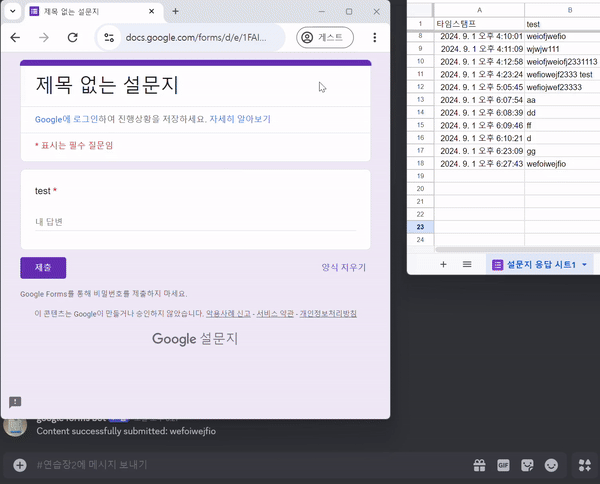 제목 없는 설문지
docs.google.com/forms/d/e/1FAI...
게스트
제목 없는 설문지
Google에 로그인하여 진행상황을 저장하세요. 자세히 알아보기
* 표시는 필수 질문임
test *
내 답변
제출
양식 지우기
Google Forms를 통해 비밀번호를 제출하지 마세요.
이 콘텐츠는 Google이 만들거나 승인하지 않았습니다. 악용사례 신고 - 서비스 약관 - 개인정보처리방침
Google 설문지
A B
1 타임스탬프 test
8 2024. 9. 1 오후 4:10:01 weiofjwefio
9 2024. 9. 1 오후 4:11:09 wjwjw111
10 2024. 9. 1 오후 4:12:58 weiofjweiofj2331113
11 2024. 9. 1 오후 4:23:24 wefiowejf2333 test
12 2024. 9. 1 오후 5:05:45 wefiojwef23333
13 2024. 9. 1 오후 6:07:54 aa
14 2024. 9. 1 오후 6:08:39 dd
15 2024. 9. 1 오후 6:09:46 ff
16 2024. 9. 1 오후 6:10:21 d
17 2024. 9. 1 오후 6:23:09 gg
18 2024. 9. 1 오후 6:27:43 wefoiwejfio
19
20
21
22
23
24
설문지 응답 시트1
google forms bot
Content successfully submitted: wefoiwejfio
#연습장2에 메시지 보내기
GIF